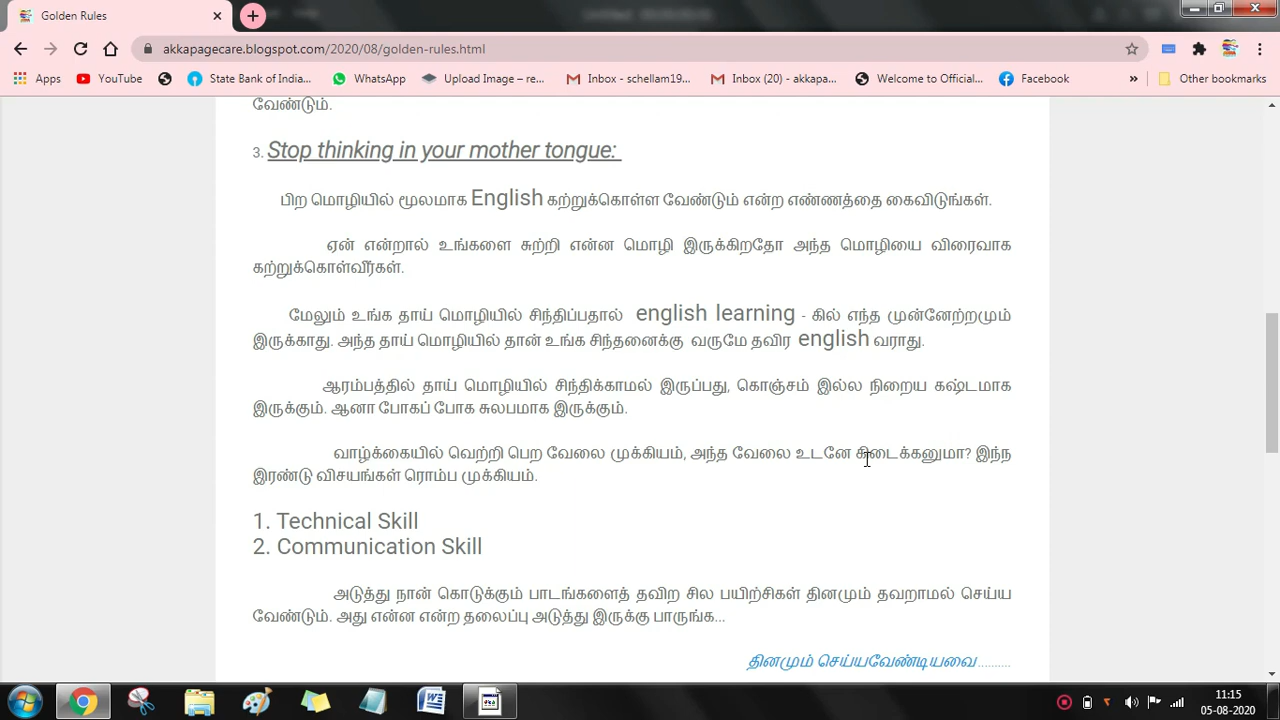 Golden Rules
akkapagecare.blogspot.com/2020/08/golden-rules.html
Apps YouTube State Bank of India... WhatsApp Upload Image – re... Inbox - schellam19... Inbox (20) - akkapa... Welcome to Official... Facebook » Other bookmarks
வேண்டும்.
3. Stop thinking in your mother tongue:
பிற மொழியில் மூலமாக English கற்றுக்கொள்ள வேண்டும் என்ற எண்ணத்தை கைவிடுங்கள்.
ஏன் என்றால் உங்களை சுற்றி என்ன மொழி இருக்கிறதோ அந்த மொழியை விரைவாக
கற்றுக்கொள்வீர்கள்.
மேலும் உங்க தாய் மொழியில் சிந்திப்பதால் english learning - கில் எந்த முன்னேற்றமும்
இருக்காது. அந்த தாய் மொழியில் தான் உங்க சிந்தனைக்கு வருமே தவிர english வராது.
ஆரம்பத்தில் தாய் மொழியில் சிந்திக்காமல் இருப்பது, கொஞ்சம் இல்ல நிறைய கஷ்டமாக
இருக்கும். ஆனா போகப் போக சுலபமாக இருக்கும்.
வாழ்க்கையில் வெற்றி பெற வேலை முக்கியம், அந்த வேலை உடனே கிடைக்கனுமா? இந்ந
இரண்டு விசயங்கள் ரொம்ப முக்கியம்.
1. Technical Skill
2. Communication Skill
அடுத்து நான் கொடுக்கும் பாடங்களைத் தவிற சில பயிற்சிகள் தினமும் தவறாமல் செய்ய
வேண்டும். அது என்ன என்ற தலைப்பு அடுத்து இருக்கு பாருங்க...
தினமும் செய்யவேண்டியவை..........
11:15
05-08-2020